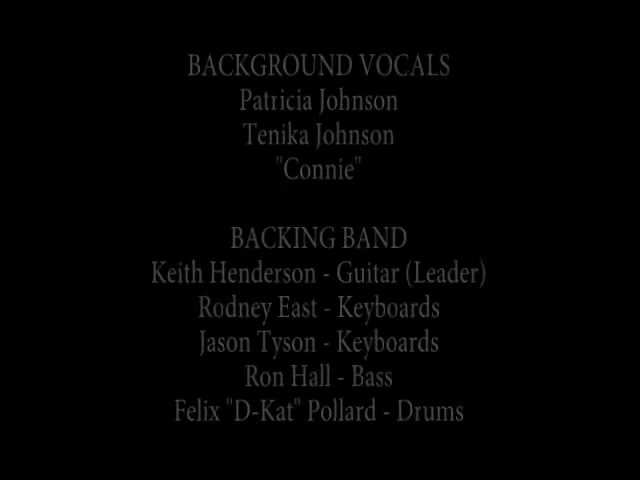 BACKGROUND VOCALS
Patricia Johnson
Tenika Johnson
"Connie"
BACKING BAND
Keith Henderson - Guitar (Leader)
Rodney East - Keyboards
Jason Tyson - Keyboards
Ron Hall - Bass
Felix "D-Kat" Pollard - Drums